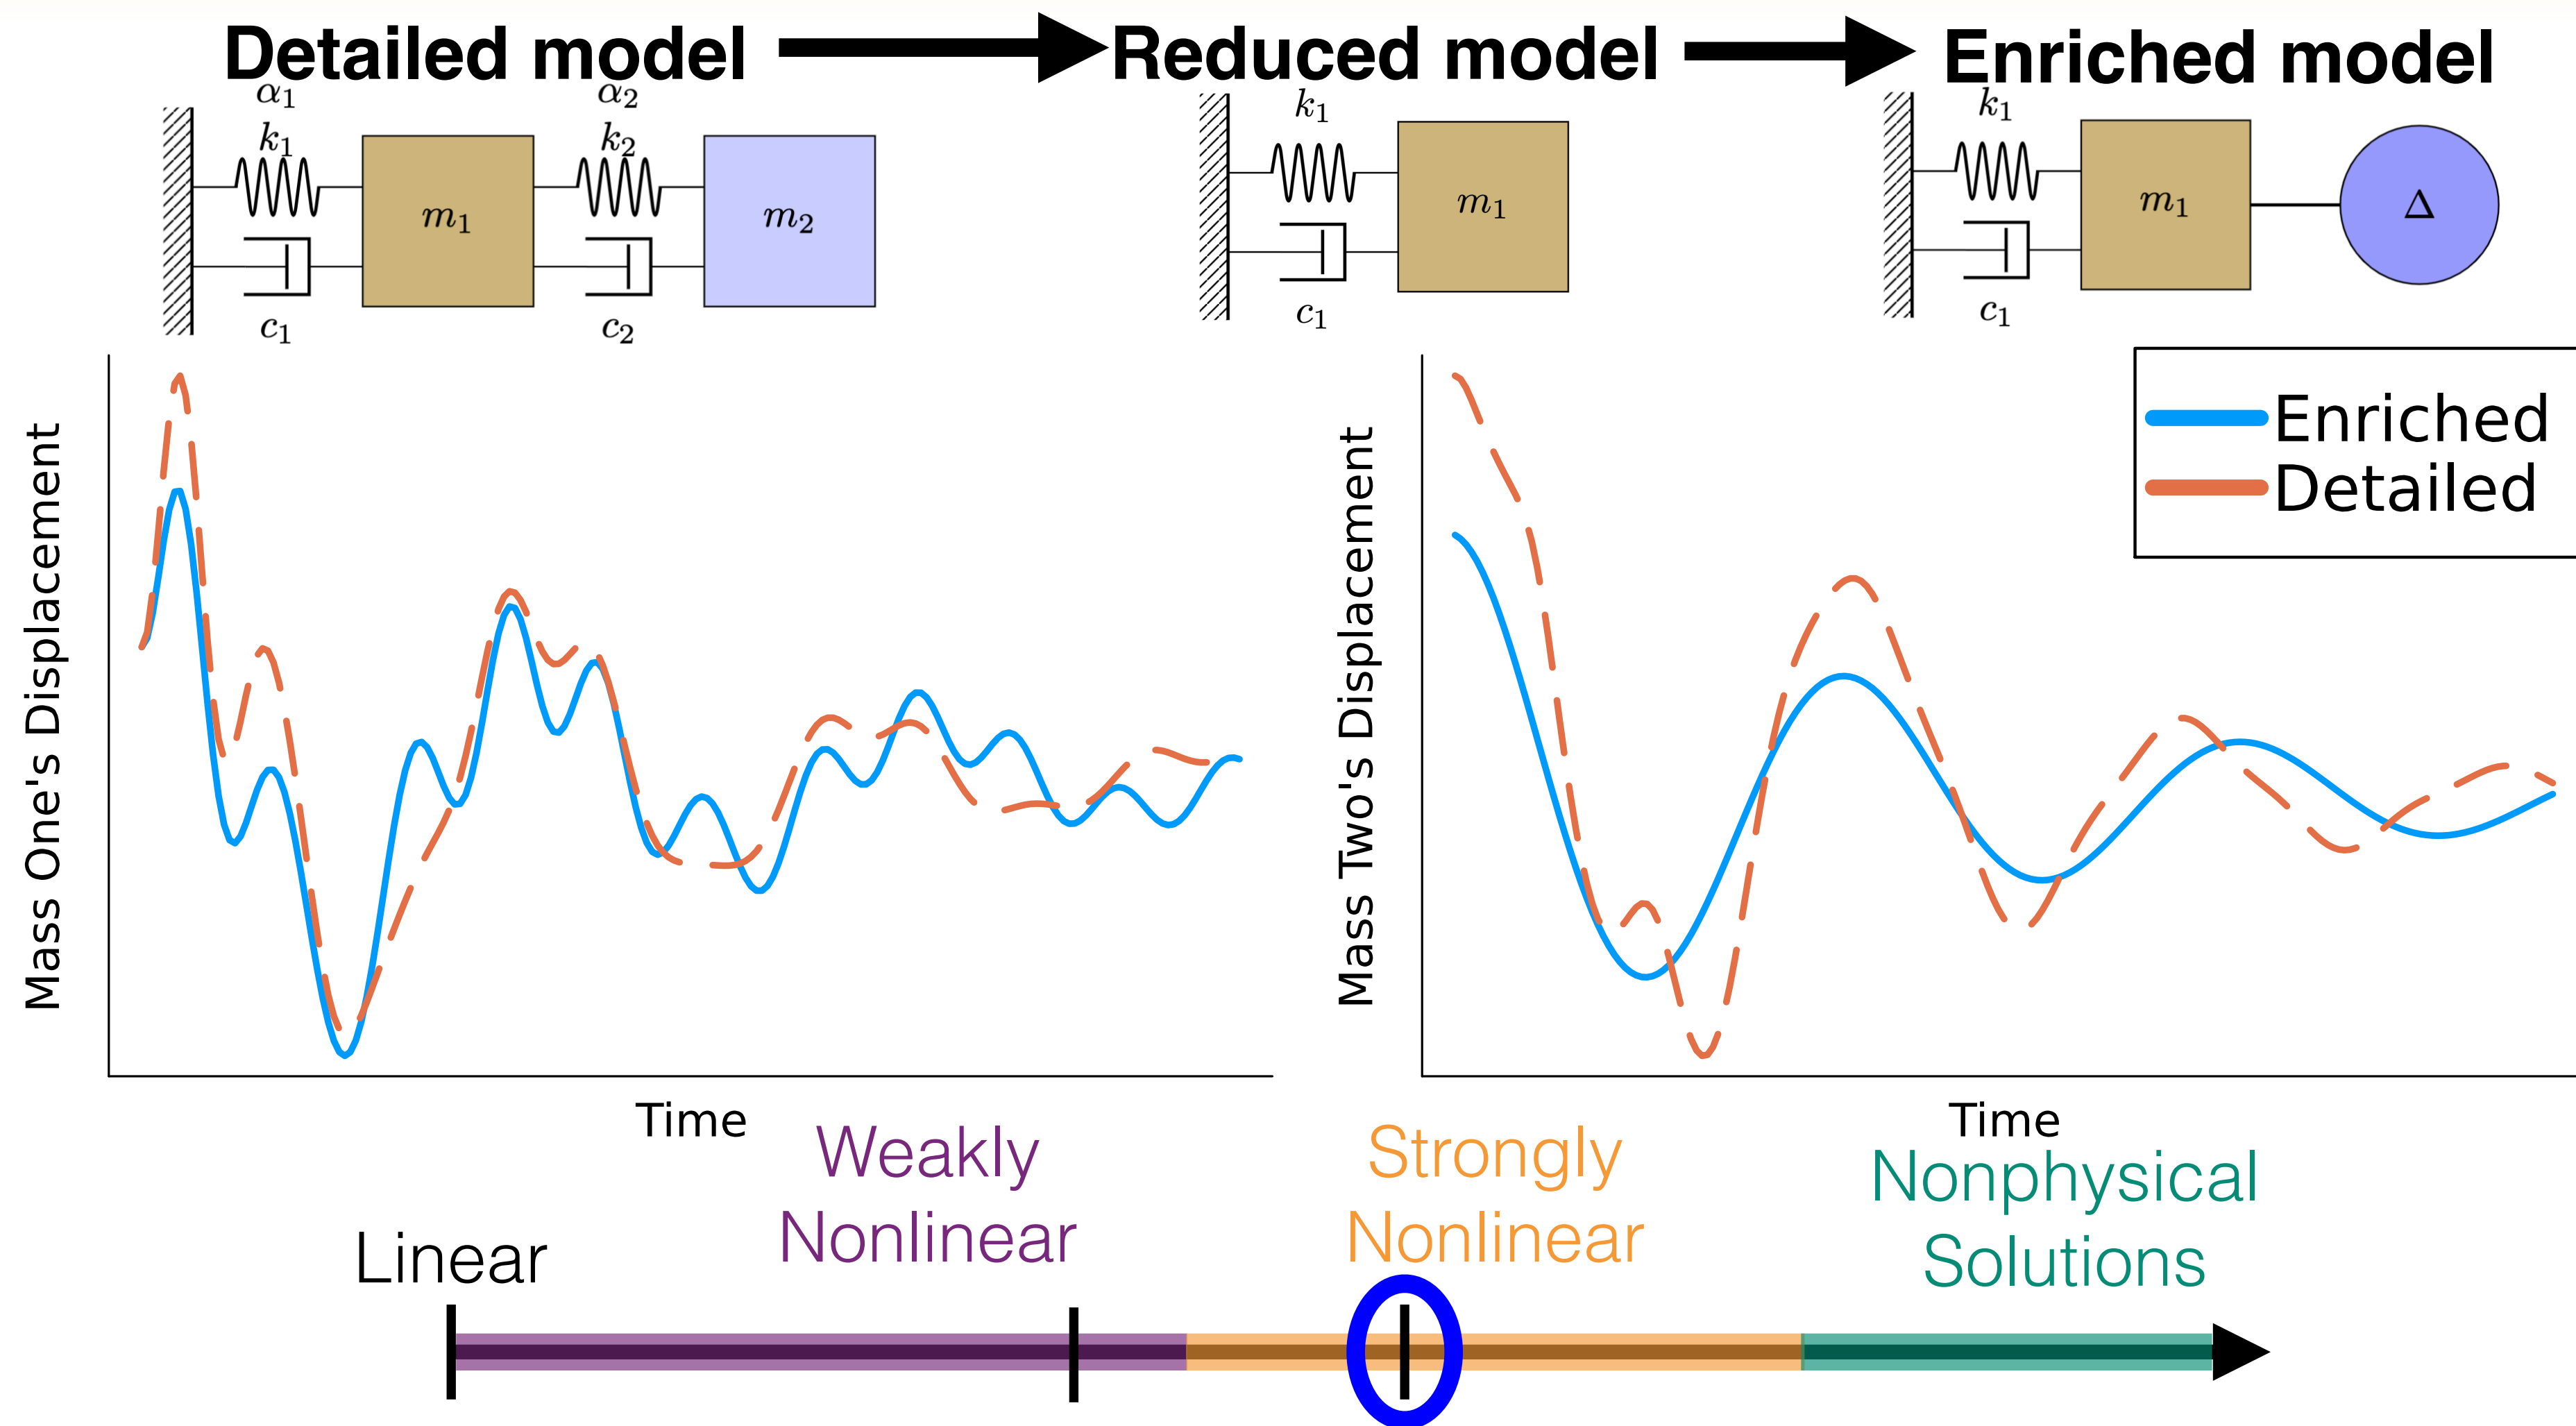 Detailed model
Reduced model
Enriched model
α₁
k₁
m₁
c₁
α₂
k₂
m₂
c₂
k₁
m₁
c₁
k₁
m₁
c₁
Δ
Mass One's Displacement
Time
Mass Two's Displacement
Time
Enriched
Detailed
Linear
Weakly
Nonlinear
Strongly
Nonlinear
Nonphysical
Solutions